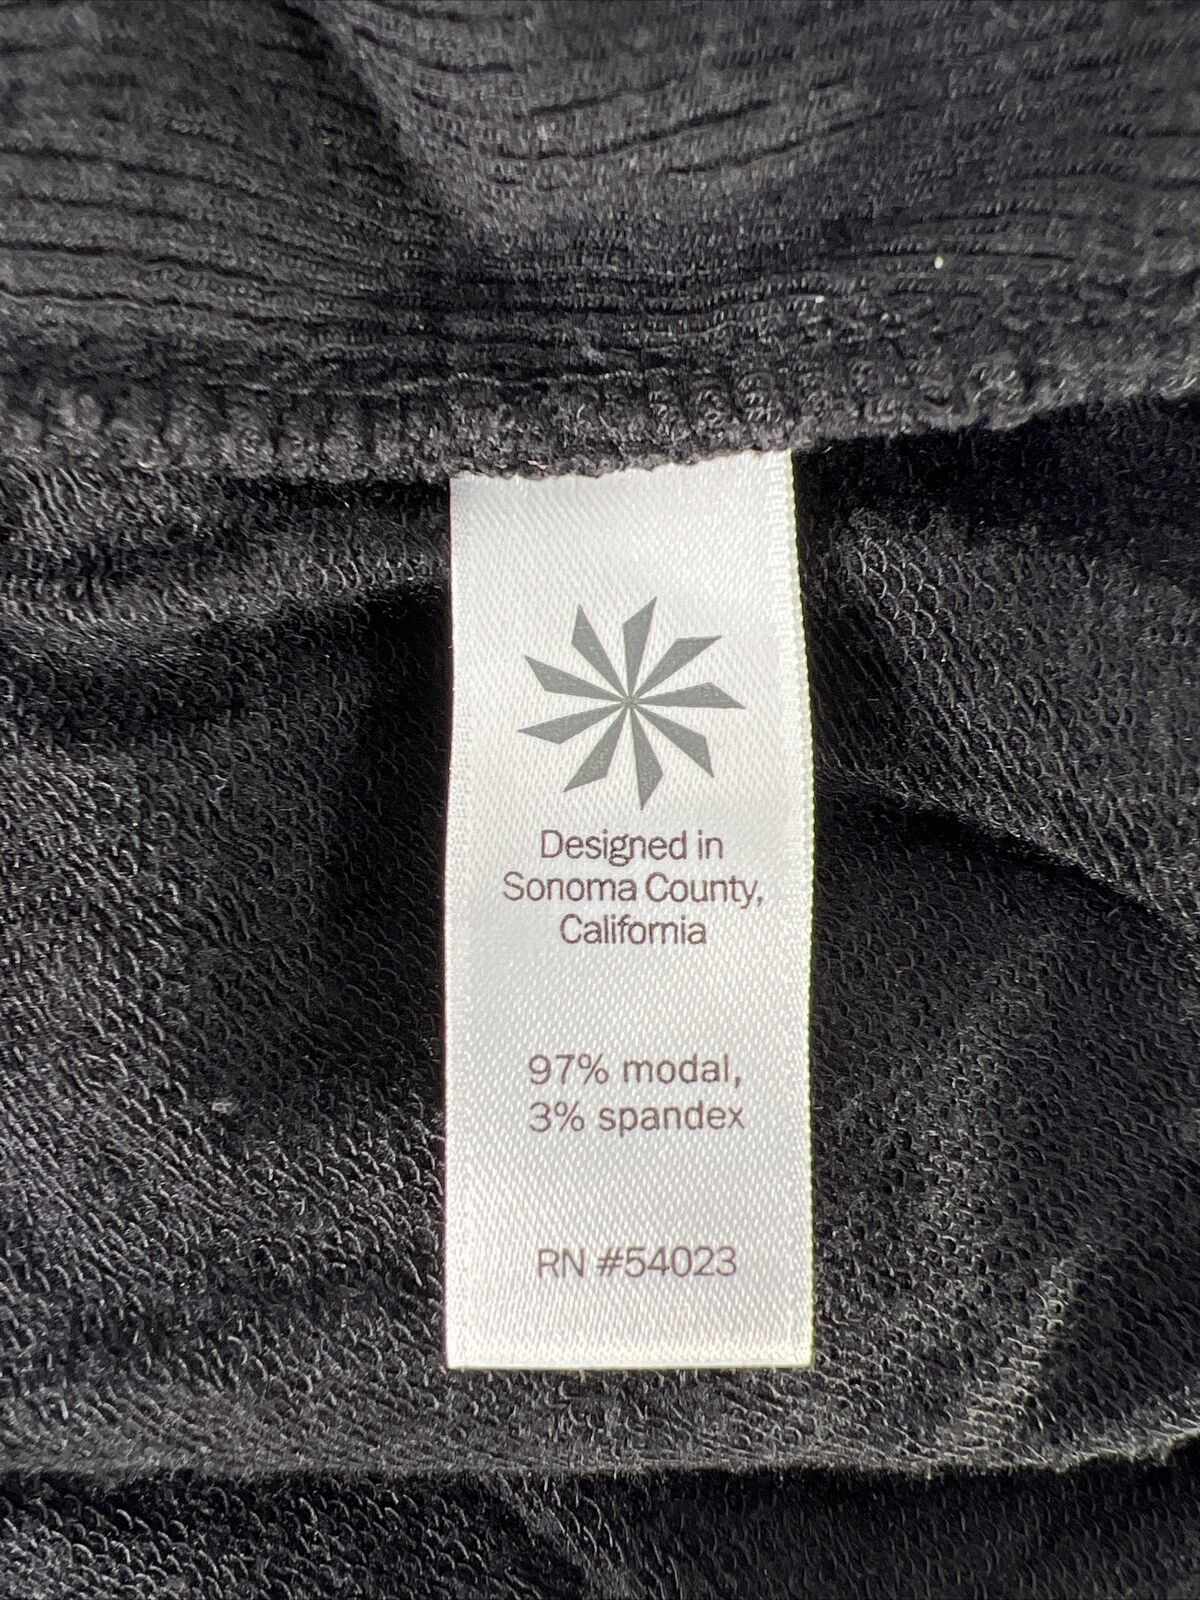 Designed in
Sonoma County,
California
97% modal,
3% spandex
RN #54023